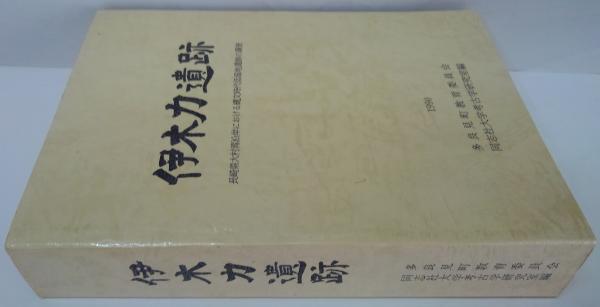 伊木力遺跡
長崎県大村湾沿岸における縄文時代低湿地遺跡の調査
1990
多良見町教育委員会
同志社大学考古学研究室編
伊木力遺跡
多良見町教育委員会
同志社大学考古学研究室編